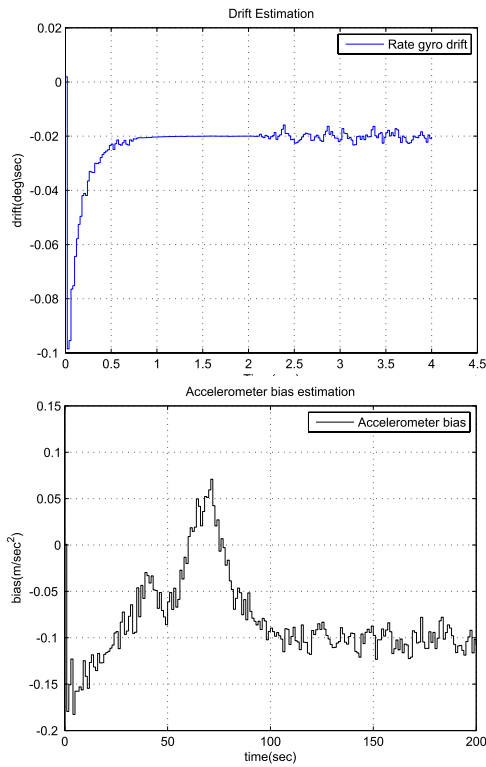 Drift Estimation
0.02
Rate gyro drift
0
-0.02
-0.04
drift(deg\sec)
-0.06
-0.08
-0.1
0 0.5 1 1.5 2 2.5 3 3.5 4 4.5
Accelerometer bias estimation
0.15
Accelerometer bias
0.1
0.05
0
bias(m/sec²)
-0.05
-0.1
-0.15
-0.2
0 50 100 150 200
time(sec)